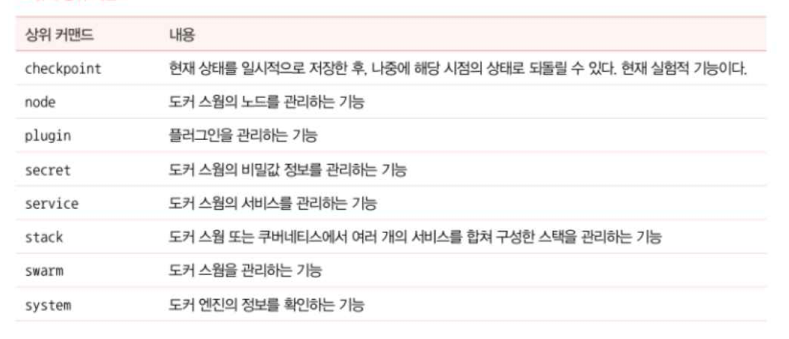 상위 커맨드 내용
checkpoint 현재 상태를 일시적으로 저장한 후, 나중에 해당 시점의 상태로 되돌릴 수 있다. 현재 실험적 기능이다.
node 도커 스웜의 노드를 관리하는 기능
plugin 플러그인을 관리하는 기능
secret 도커 스웜의 비밀값 정보를 관리하는 기능
service 도커 스웜의 서비스를 관리하는 기능
stack 도커 스웜 또는 쿠버네티스에서 여러 개의 서비스를 합쳐 구성한 스택을 관리하는 기능
swarm 도커 스웜을 관리하는 기능
system 도커 엔진의 정보를 확인하는 기능